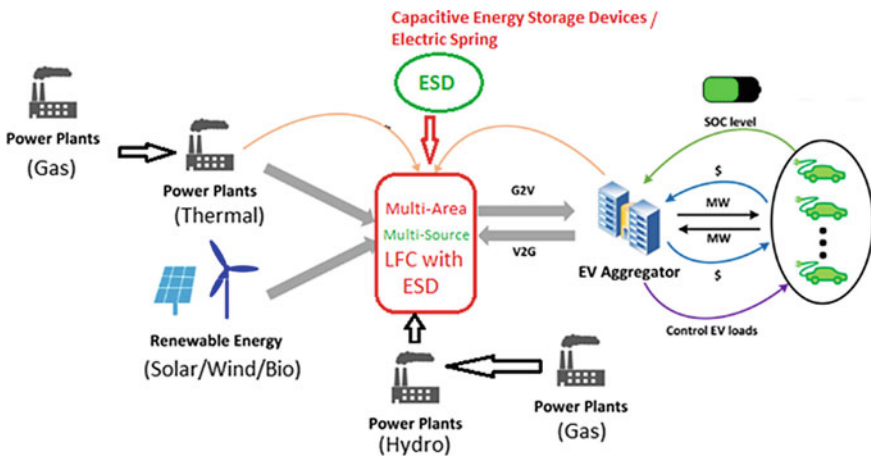 Capacitive Energy Storage Devices /
Electric Spring
ESD
SOC level
Power Plants
(Gas)
Power Plants
(Thermal)
Multi-Area
Multi-Source
LFC with
ESD
G2V
V2G
EV Aggregator
$
MW
MW
$
Control EV loads
Renewable Energy
(Solar/Wind/Bio)
Power Plants
(Hydro)
Power Plants
(Gas)